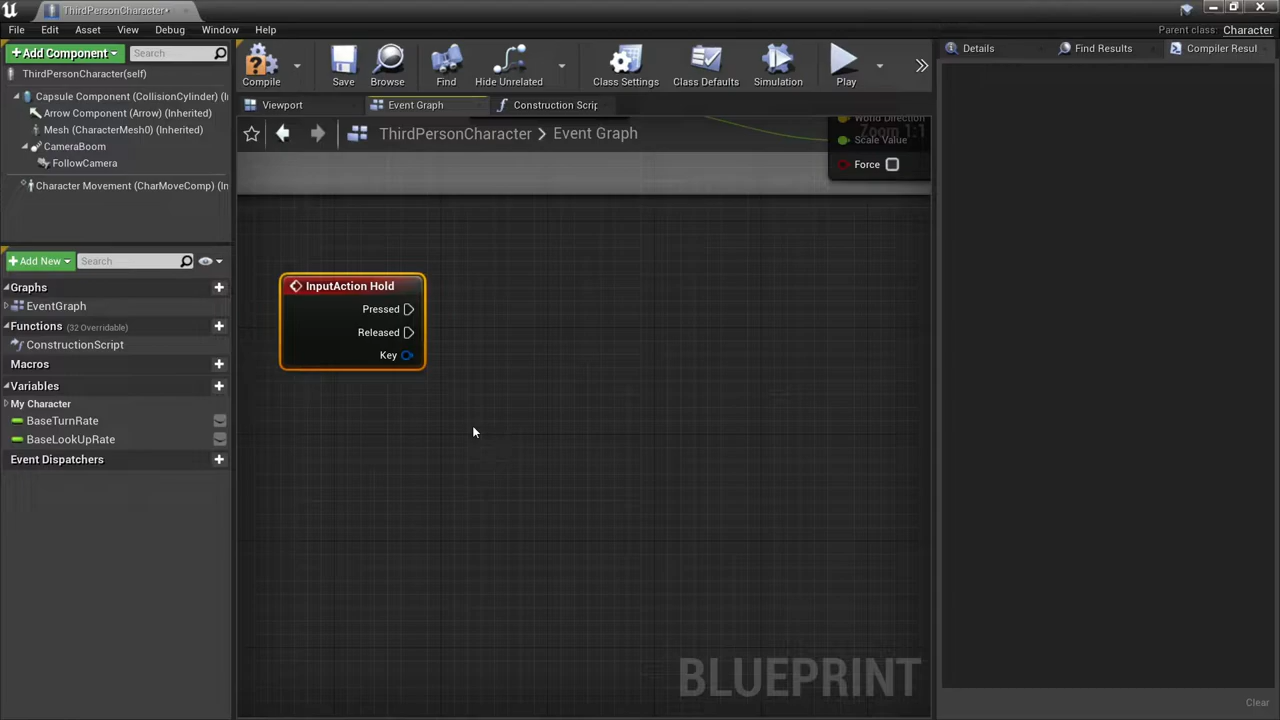 ThirdPersonCharacter*
File Edit Asset View Debug Window Help
Parent class: Character
Add Component
Search
ThirdPersonCharacter(self)
Capsule Component (CollisionCylinder) (I
Arrow Component (Arrow) (Inherited)
Mesh (CharacterMesh0) (Inherited)
CameraBoom
FollowCamera
Character Movement (CharMoveComp) (In
Compile
Save
Browse
Find
Hide Unrelated
Class Settings
Class Defaults
Simulation
Play
Viewport
Event Graph
Construction Scrip
ThirdPersonCharacter > Event Graph
Zoom 1:1
World Direction
Scale Value
Force
InputAction Hold
Pressed
Released
Key
BLUEPRINT
Add New
Search
Graphs
EventGraph
Functions (32 Overridable)
ConstructionScript
Macros
Variables
My Character
BaseTurnRate
BaseLookUpRate
Event Dispatchers
Details
Find Results
Compiler Resul
Clear